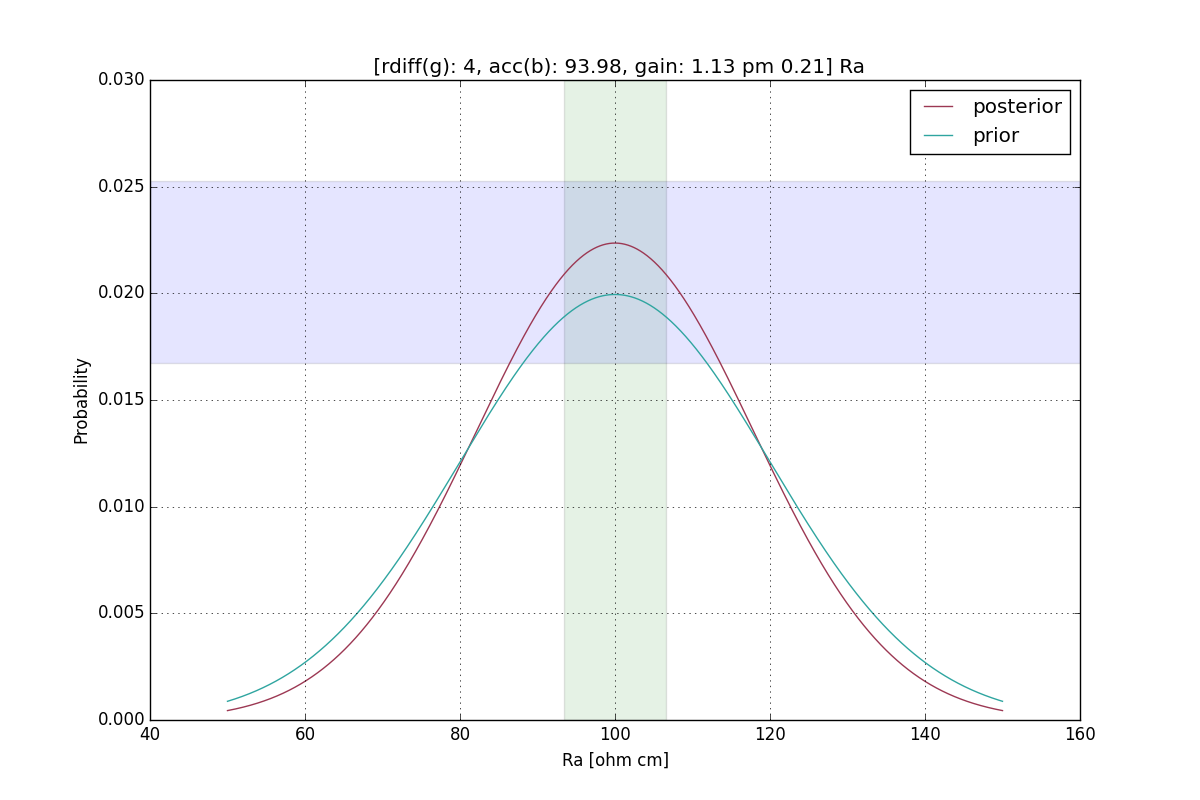 [rdiff(g): 4, acc(b): 93.98, gain: 1.13 pm 0.21] Ra
posterior
prior
0.030
0.025
0.020
0.015
0.010
0.005
0.000
Probability
40 60 80 100 120 140 160
Ra [ohm cm]